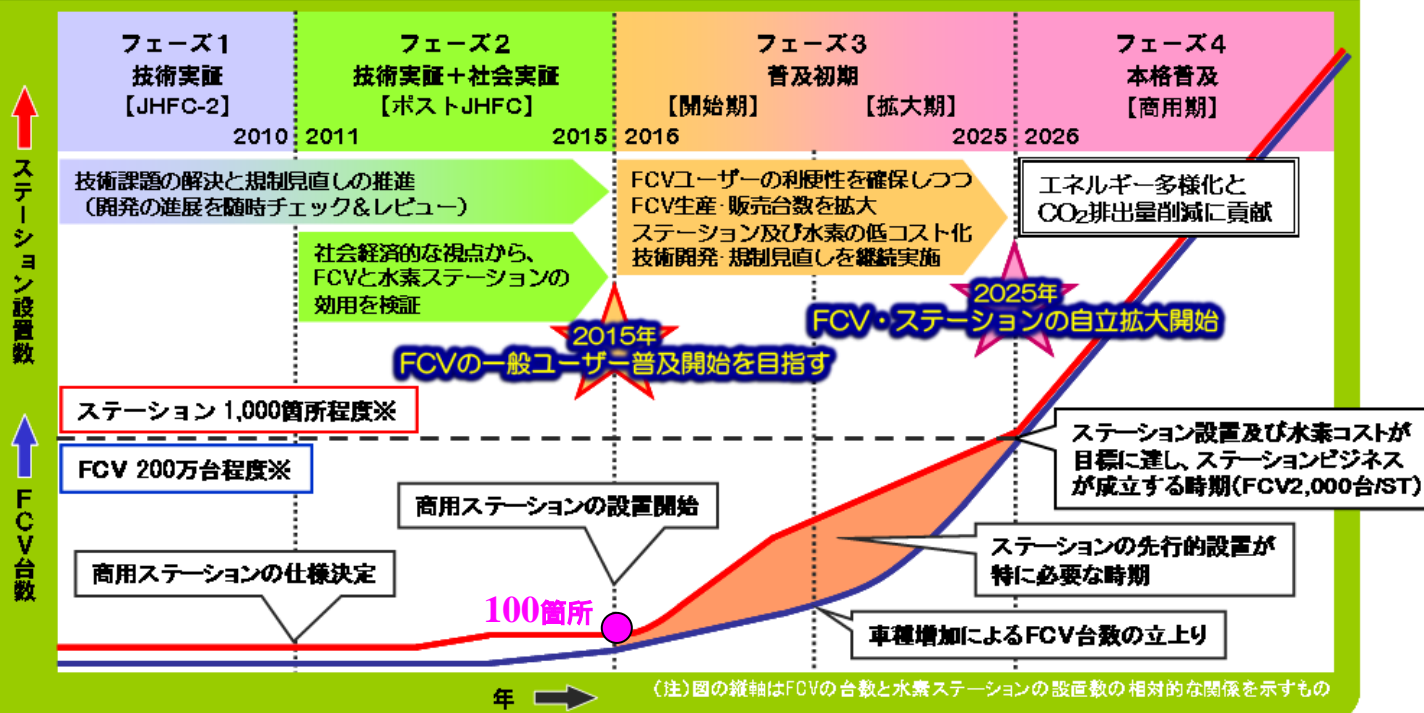 フェーズ1
技術実証
【JHFC-2】
2010
フェーズ2
技術実証+社会実証
【ポストJHFC】
2011
2015
フェーズ3
普及初期
【開始期】
【拡大期】
2016
2025
フェーズ4
本格普及
【商用期】
2026
技術課題の解決と規制見直しの推進
(開発の進展を随時チェック&レビュー)
社会経済的な視点から、
FCVと水素ステーションの
効用を検証
FCVユーザーの利便性を確保しつつ
FCV生産・販売台数を拡大
ステーション及び水素の低コスト化
技術開発・規制見直しを継続実施
エネルギー多様化と
CO2排出量削減に貢献
2015年
FCVの一般ユーザー普及開始を目指す
2025年
FCV・ステーションの自立拡大開始
ステーション設置数
FCV台数
ステーション 1,000箇所程度※
FCV 200万台程度※
商用ステーションの仕様決定
商用ステーションの設置開始
100箇所
ステーション設置及び水素コストが
目標に達し、ステーションビジネス
が成立する時期(FCV2,000台/ST)
ステーションの先行的設置が
特に必要な時期
車種増加によるFCV台数の立上り
年
(注)図の縦軸はFCVの台数と水素ステーションの設置数の相対的な関係を示すもの